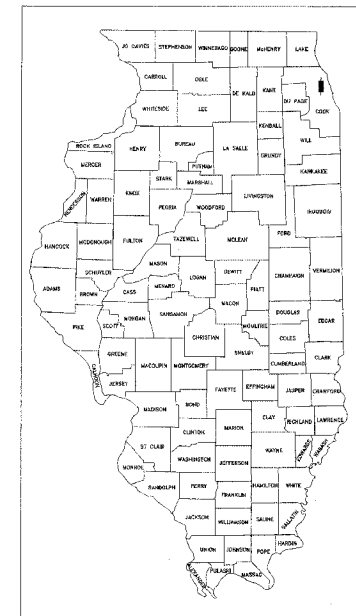 JO DAVIES STEPHENSON WINNEBAGO BOONE McHENRY LAKE
CARROLL OGLE DE KALB KANE DU PAGE COOK
WHITESIDE LEE KENDALL WILL
ROCK ISLAND HENRY BUREAU LA SALLE GRUNDY
MERCER STARK PUTNAM KANKAKEE
HENDERSON WARREN KNOX PEORIA MARSHALL WOODFORD LIVINGSTON IROQUOIS
HANCOCK McDONOUGH FULTON TAZEWELL McLEAN FORD
SCHUYLER MASON LOGAN DEWITT CHAMPAIGN VERMILION
ADAMS BROWN CASS MENARD MACON PIATT
PIKE SCOTT MORGAN SANGAMON MOULTRIE DOUGLAS EDGAR
CHRISTIAN COLES
GREENE MACOUPIN MONTGOMERY SHELBY CUMBERLAND CLARK
CALHOUN JERSEY FAYETTE EFFINGHAM JASPER CRAWFORD
MADISON BOND CLAY RICHLAND LAWRENCE
CLINTON MARION
ST CLAIR WASHINGTON JEFFERSON WAYNE EDWARDS WABASH
MONROE
RANDOLPH PERRY FRANKLIN HAMILTON WHITE
JACKSON WILLIAMSON SALINE GALLATIN
UNION JOHNSON POPE HARDIN
ALEXANDER PULASKI MASSAC